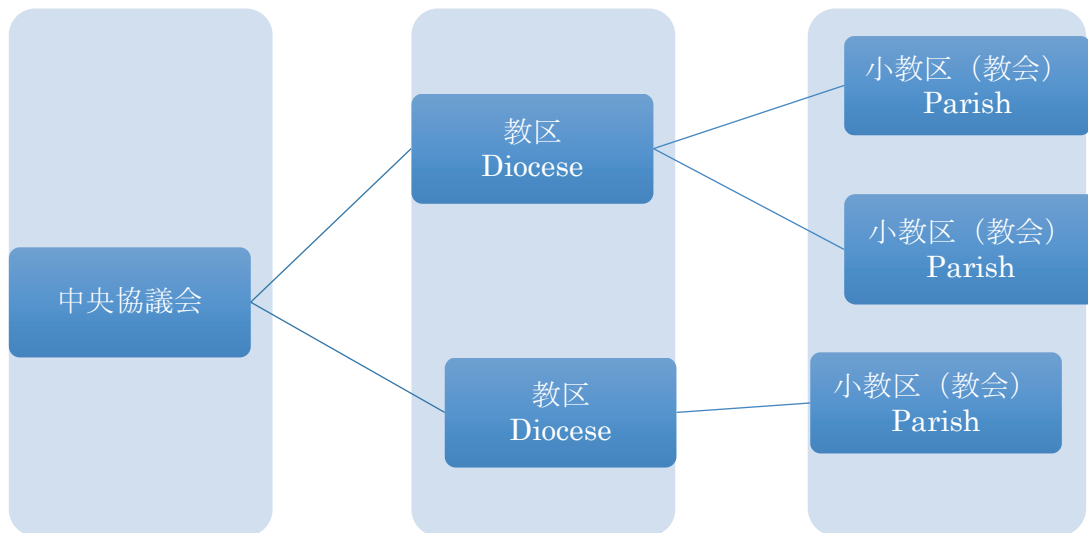 中央協議会
教区
Diocese
教区
Diocese
小教区（教会）
Parish
小教区（教会）
Parish
小教区（教会）
Parish